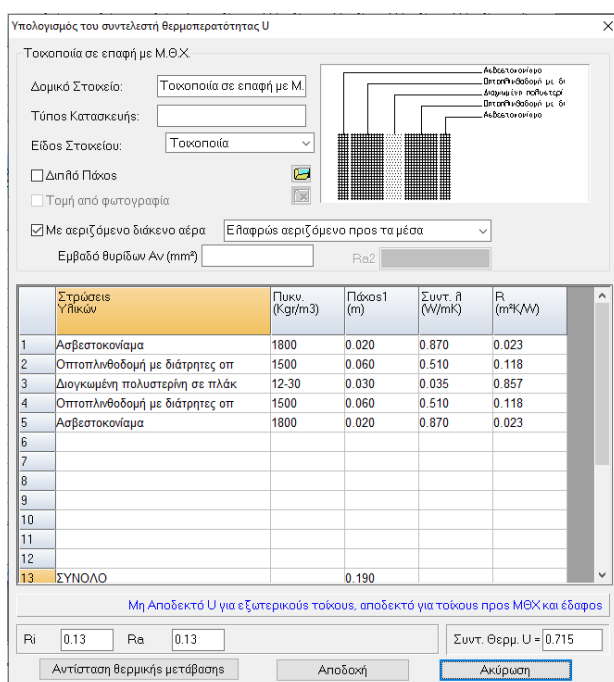 Υπολογισμός του συντελεστή θερμοπερατότητας U
Τοιχοποιία σε επαφή με Μ.Θ.Χ.
Δομικό Στοιχείο: Τοιχοποιία σε επαφή με Μ.
Τύπος Κατασκευής:
Είδος Στοιχείου: Τοιχοποιία
Διπλό Πάχος
Τομή από φωτογραφία
Ασβεστοκονίαμα
Οπτοπλινθοδομή με δι
Διογκωμένη πολυστερί
Οπτοπλινθοδομή με δι
Ασβεστοκονίαμα
Με αεριζόμενο διάκενο αέρα Ελαφρώς αεριζόμενο προς τα μέσα
Εμβαδό θυρίδων Av (mm²) Ra2
Στρώσεις Υλικών Πυκν. (Kgr/m3) Πάχος1 (m) Συντ. λ (W/mK) R (m²K/W)
1 Ασβεστοκονίαμα 1800 0.020 0.870 0.023
2 Οπτοπλινθοδομή με διάτρητες οπ 1500 0.060 0.510 0.118
3 Διογκωμένη πολυστερίνη σε πλάκ 12-30 0.030 0.035 0.857
4 Οπτοπλινθοδομή με διάτρητες οπ 1500 0.060 0.510 0.118
5 Ασβεστοκονίαμα 1800 0.020 0.870 0.023
6
7
8
9
10
11
12
13 ΣΥΝΟΛΟ 0.190
Μη Αποδεκτό U για εξωτερικούς τοίχους, αποδεκτό για τοίχους προς ΜΘΧ και έδαφος
Ri 0.13 Ra 0.13 Συντ. Θερμ. U = 0.715
Αντίσταση θερμικής μετάβασης Αποδοχή Ακύρωση